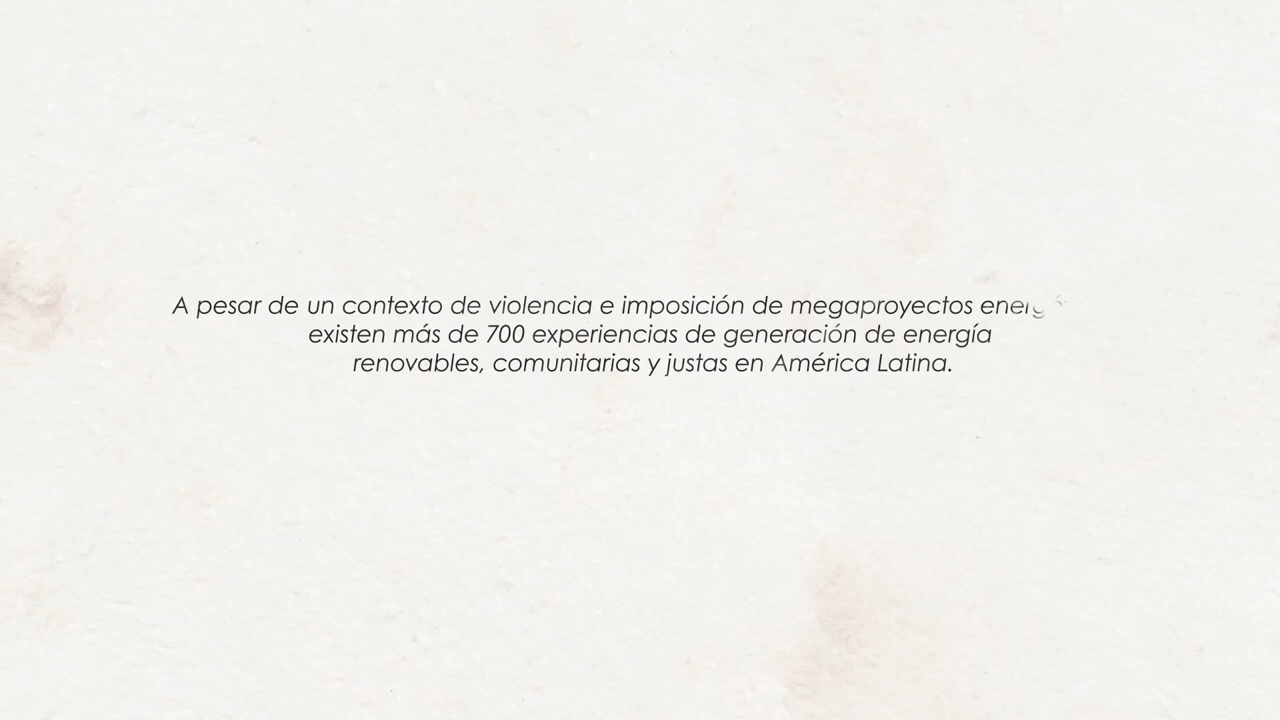 A pesar de un contexto de violencia e imposición de megaproyectos
existen más de 700 experiencias de generación de energía
renovables, comunitarias y justas en América Latina.